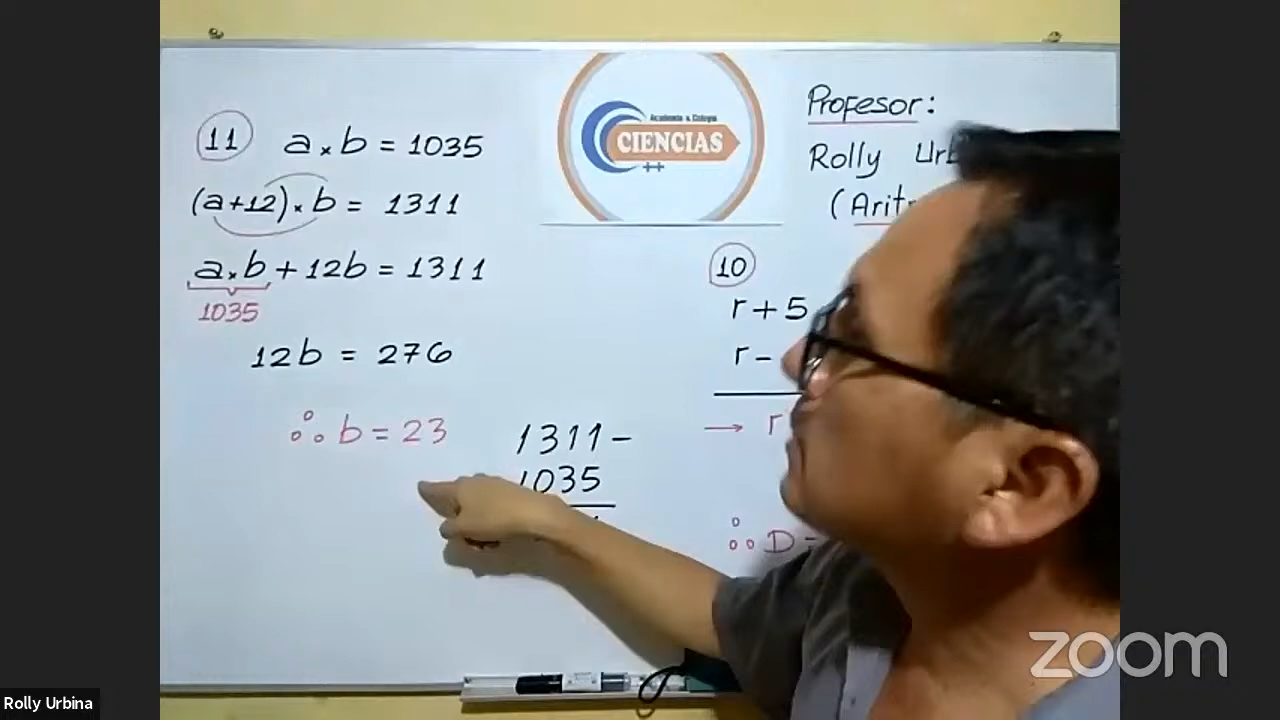 11 a × b = 1035
(a+12) × b = 1311
a × b + 12b = 1311
1035
12b = 276
∴ b = 23
1311 −
1035
Academia & Colegio
CIENCIAS
++
Profesor:
Rolly
10
r + 5
r −
→ r
∴ D =
zoom
Rolly Urbina